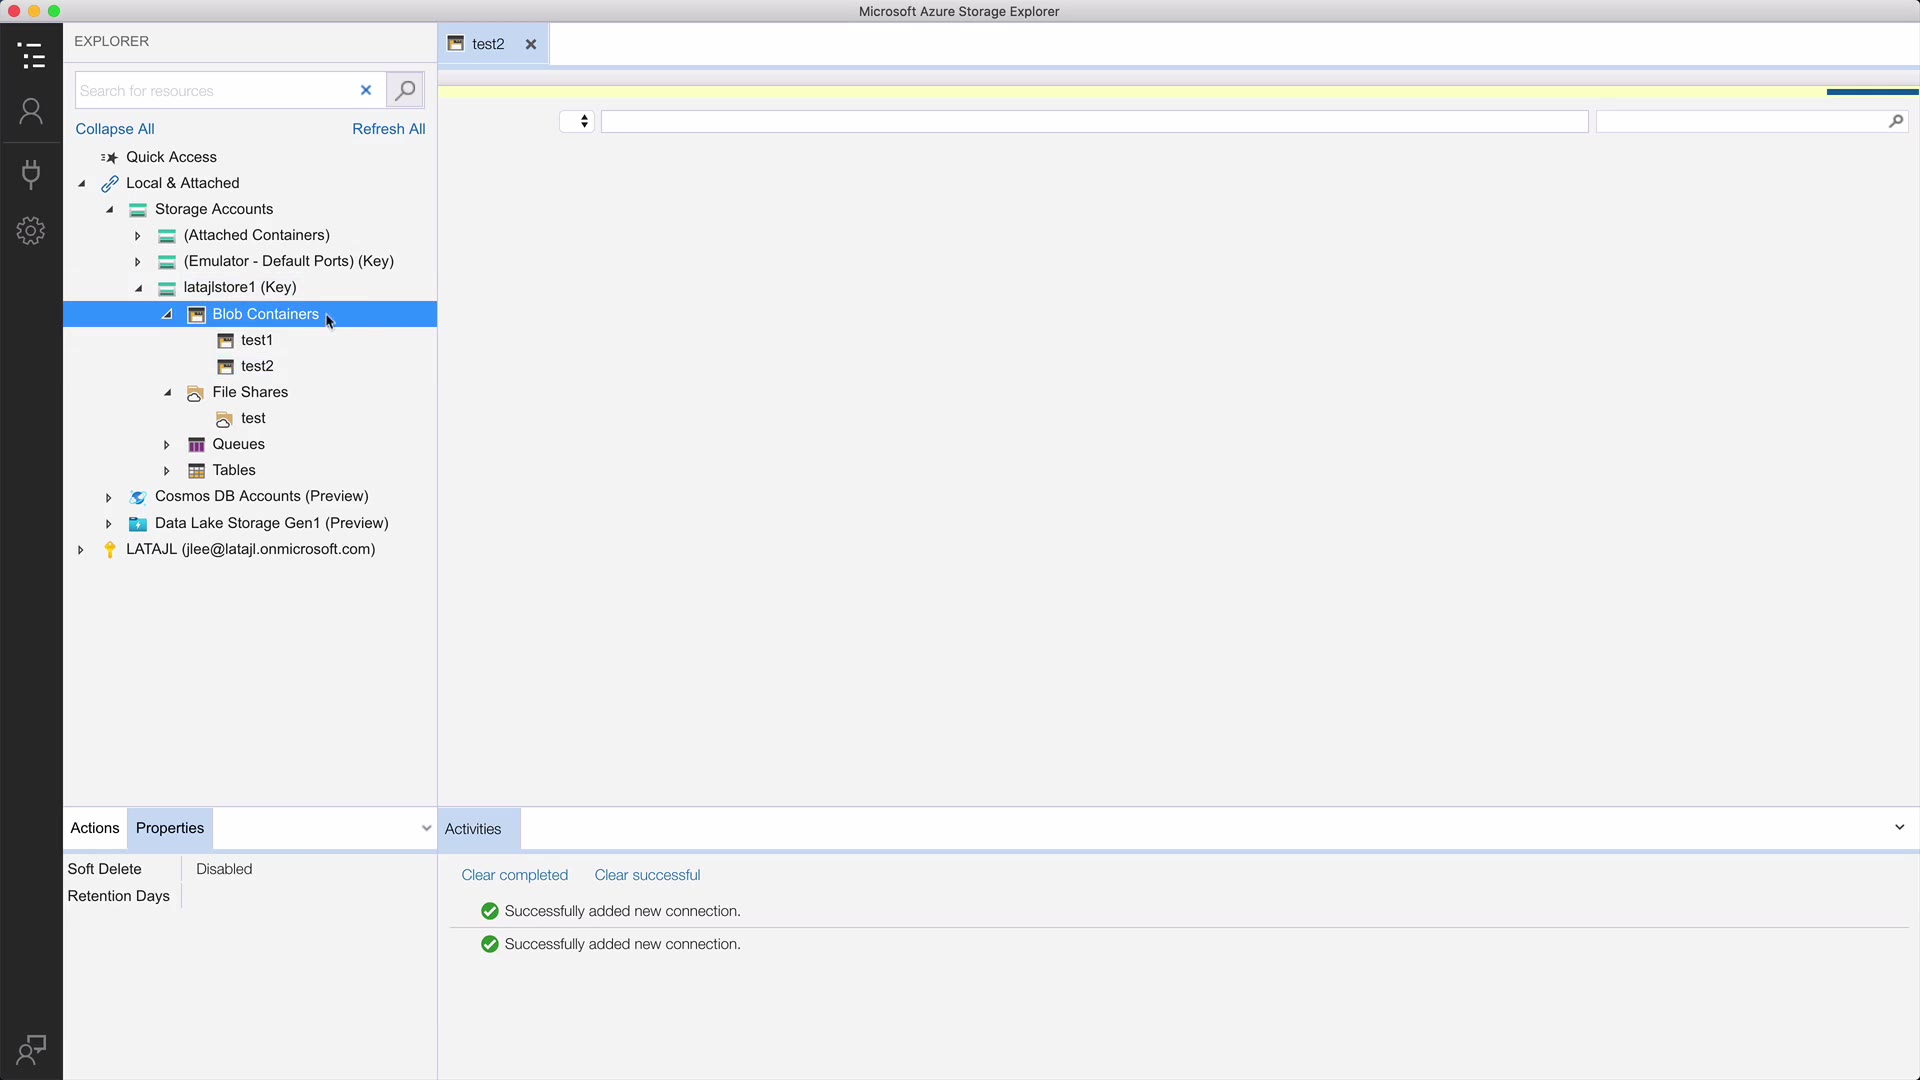 Microsoft Azure Storage Explorer
EXPLORER
test2
Search for resources
Collapse All
Refresh All
Quick Access
Local & Attached
Storage Accounts
(Attached Containers)
(Emulator - Default Ports) (Key)
latajlstore1 (Key)
Blob Containers
test1
test2
File Shares
test
Queues
Tables
Cosmos DB Accounts (Preview)
Data Lake Storage Gen1 (Preview)
LATAJL (jlee@latajl.onmicrosoft.com)
Actions
Properties
Soft Delete
Disabled
Retention Days
Activities
Clear completed
Clear successful
Successfully added new connection.
Successfully added new connection.